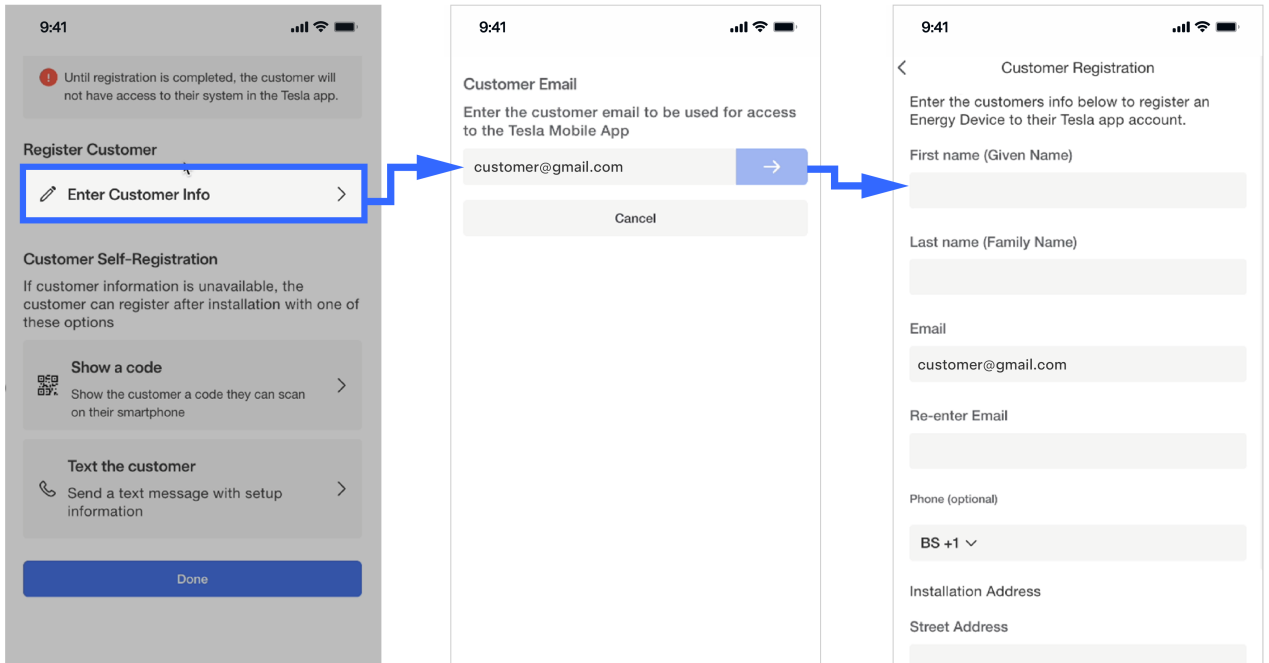 9:41
Until registration is completed, the customer will
not have access to their system in the Tesla app.
Register Customer
Enter Customer Info
Customer Self-Registration
If customer information is unavailable, the
customer can register after installation with one of
these options
Show a code
Show the customer a code they can scan
on their smartphone
Text the customer
Send a text message with setup
information
Done
9:41
Customer Email
Enter the customer email to be used for access
to the Tesla Mobile App
customer@gmail.com
Cancel
9:41
Customer Registration
Enter the customers info below to register an
Energy Device to their Tesla app account.
First name (Given Name)
Last name (Family Name)
Email
customer@gmail.com
Re-enter Email
Phone (optional)
BS +1
Installation Address
Street Address